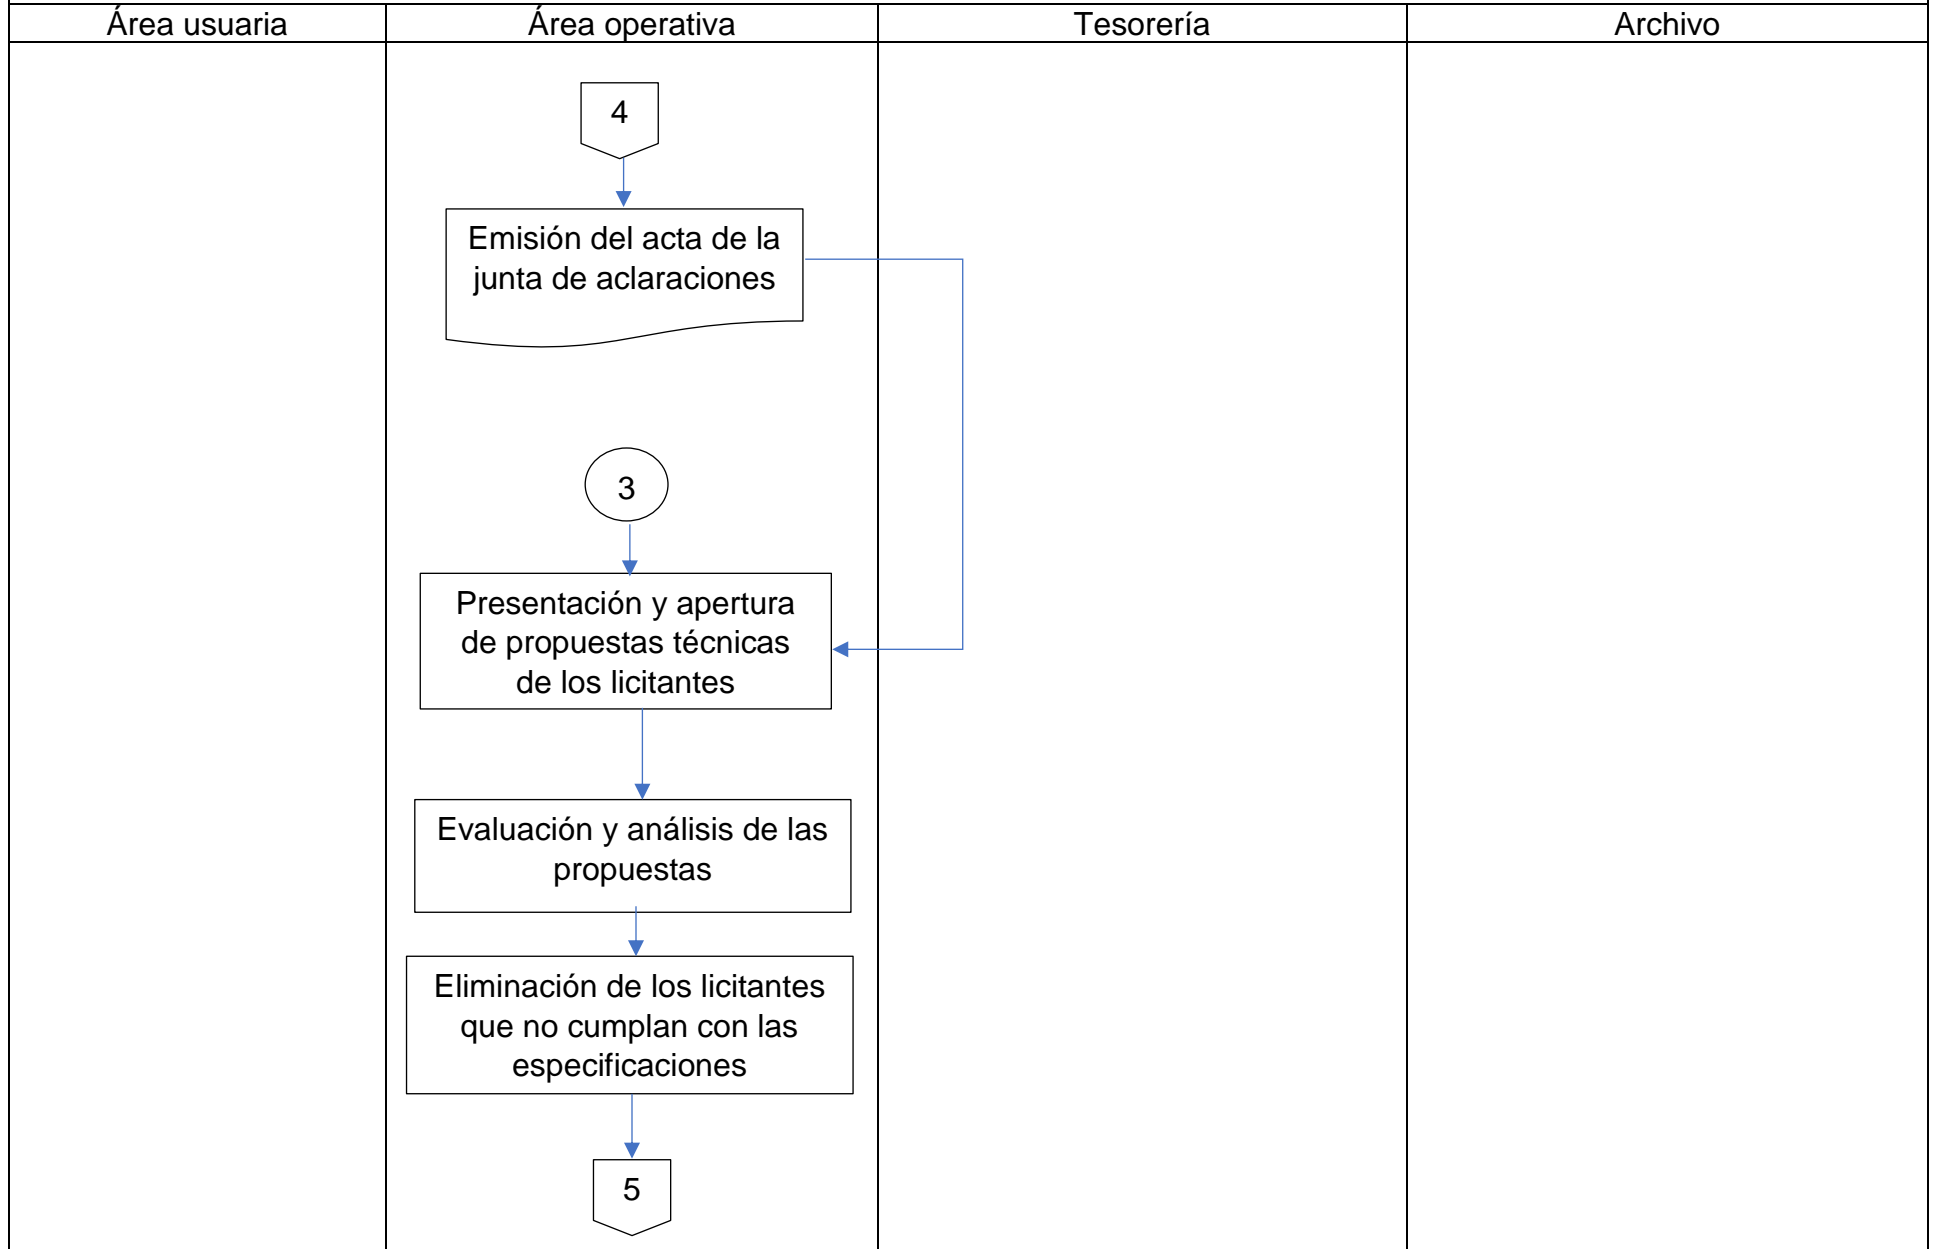 Área usuaria
Área operativa
Tesorería
Archivo
4
Emisión del acta de la
junta de aclaraciones
3
Presentación y apertura
de propuestas técnicas
de los licitantes
Evaluación y análisis de las
propuestas
Eliminación de los licitantes
que no cumplan con las
especificaciones
5